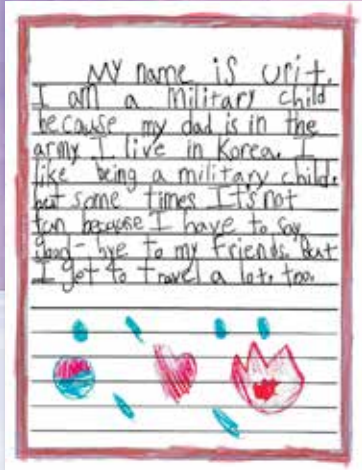 My name is Urit.
I am a military child
because my dad is in the
army I live in Korea. I
like being a military child.
but some times It's not
fun because I have to say
good-bye to my friends. But
I got to travel a lot, too.